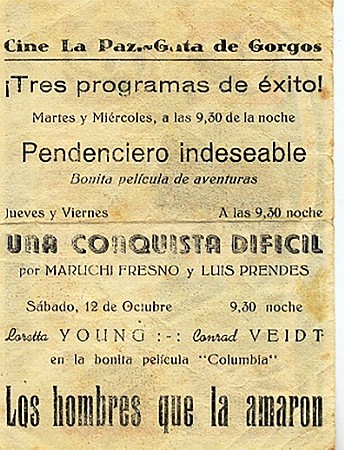 Cine La Paz.~Gata de Gorgos
¡Tres programas de éxito!
Martes y Miércoles, a las 9,30 de la noche
Pendenciero indeseable
Bonita película de aventuras
Jueves y Viernes A las 9,30 noche
UNA CONQUISTA DIFICIL
por MARUCHI FRESNO y LUIS PRENDES
Sábado, 12 de Octubre 9,30 noche
Loretta YOUNG :-: Conrad VEIDT
en la bonita película "Columbia"
Los hombres que la amaron